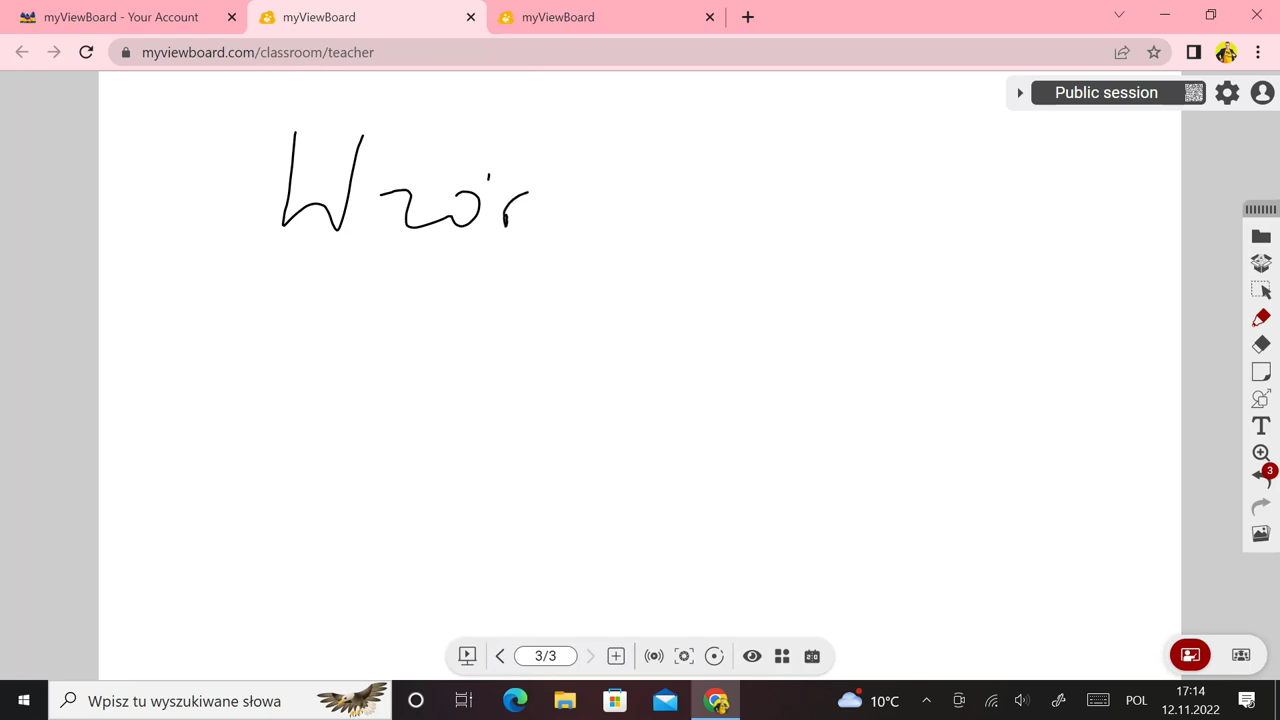 myViewBoard - Your Account
myViewBoard
myViewBoard
myviewboard.com/classroom/teacher
Public session
Wzór
T
3
3/3
Wpisz tu wyszukiwane słowa
10°C
POL
17:14
12.11.2022